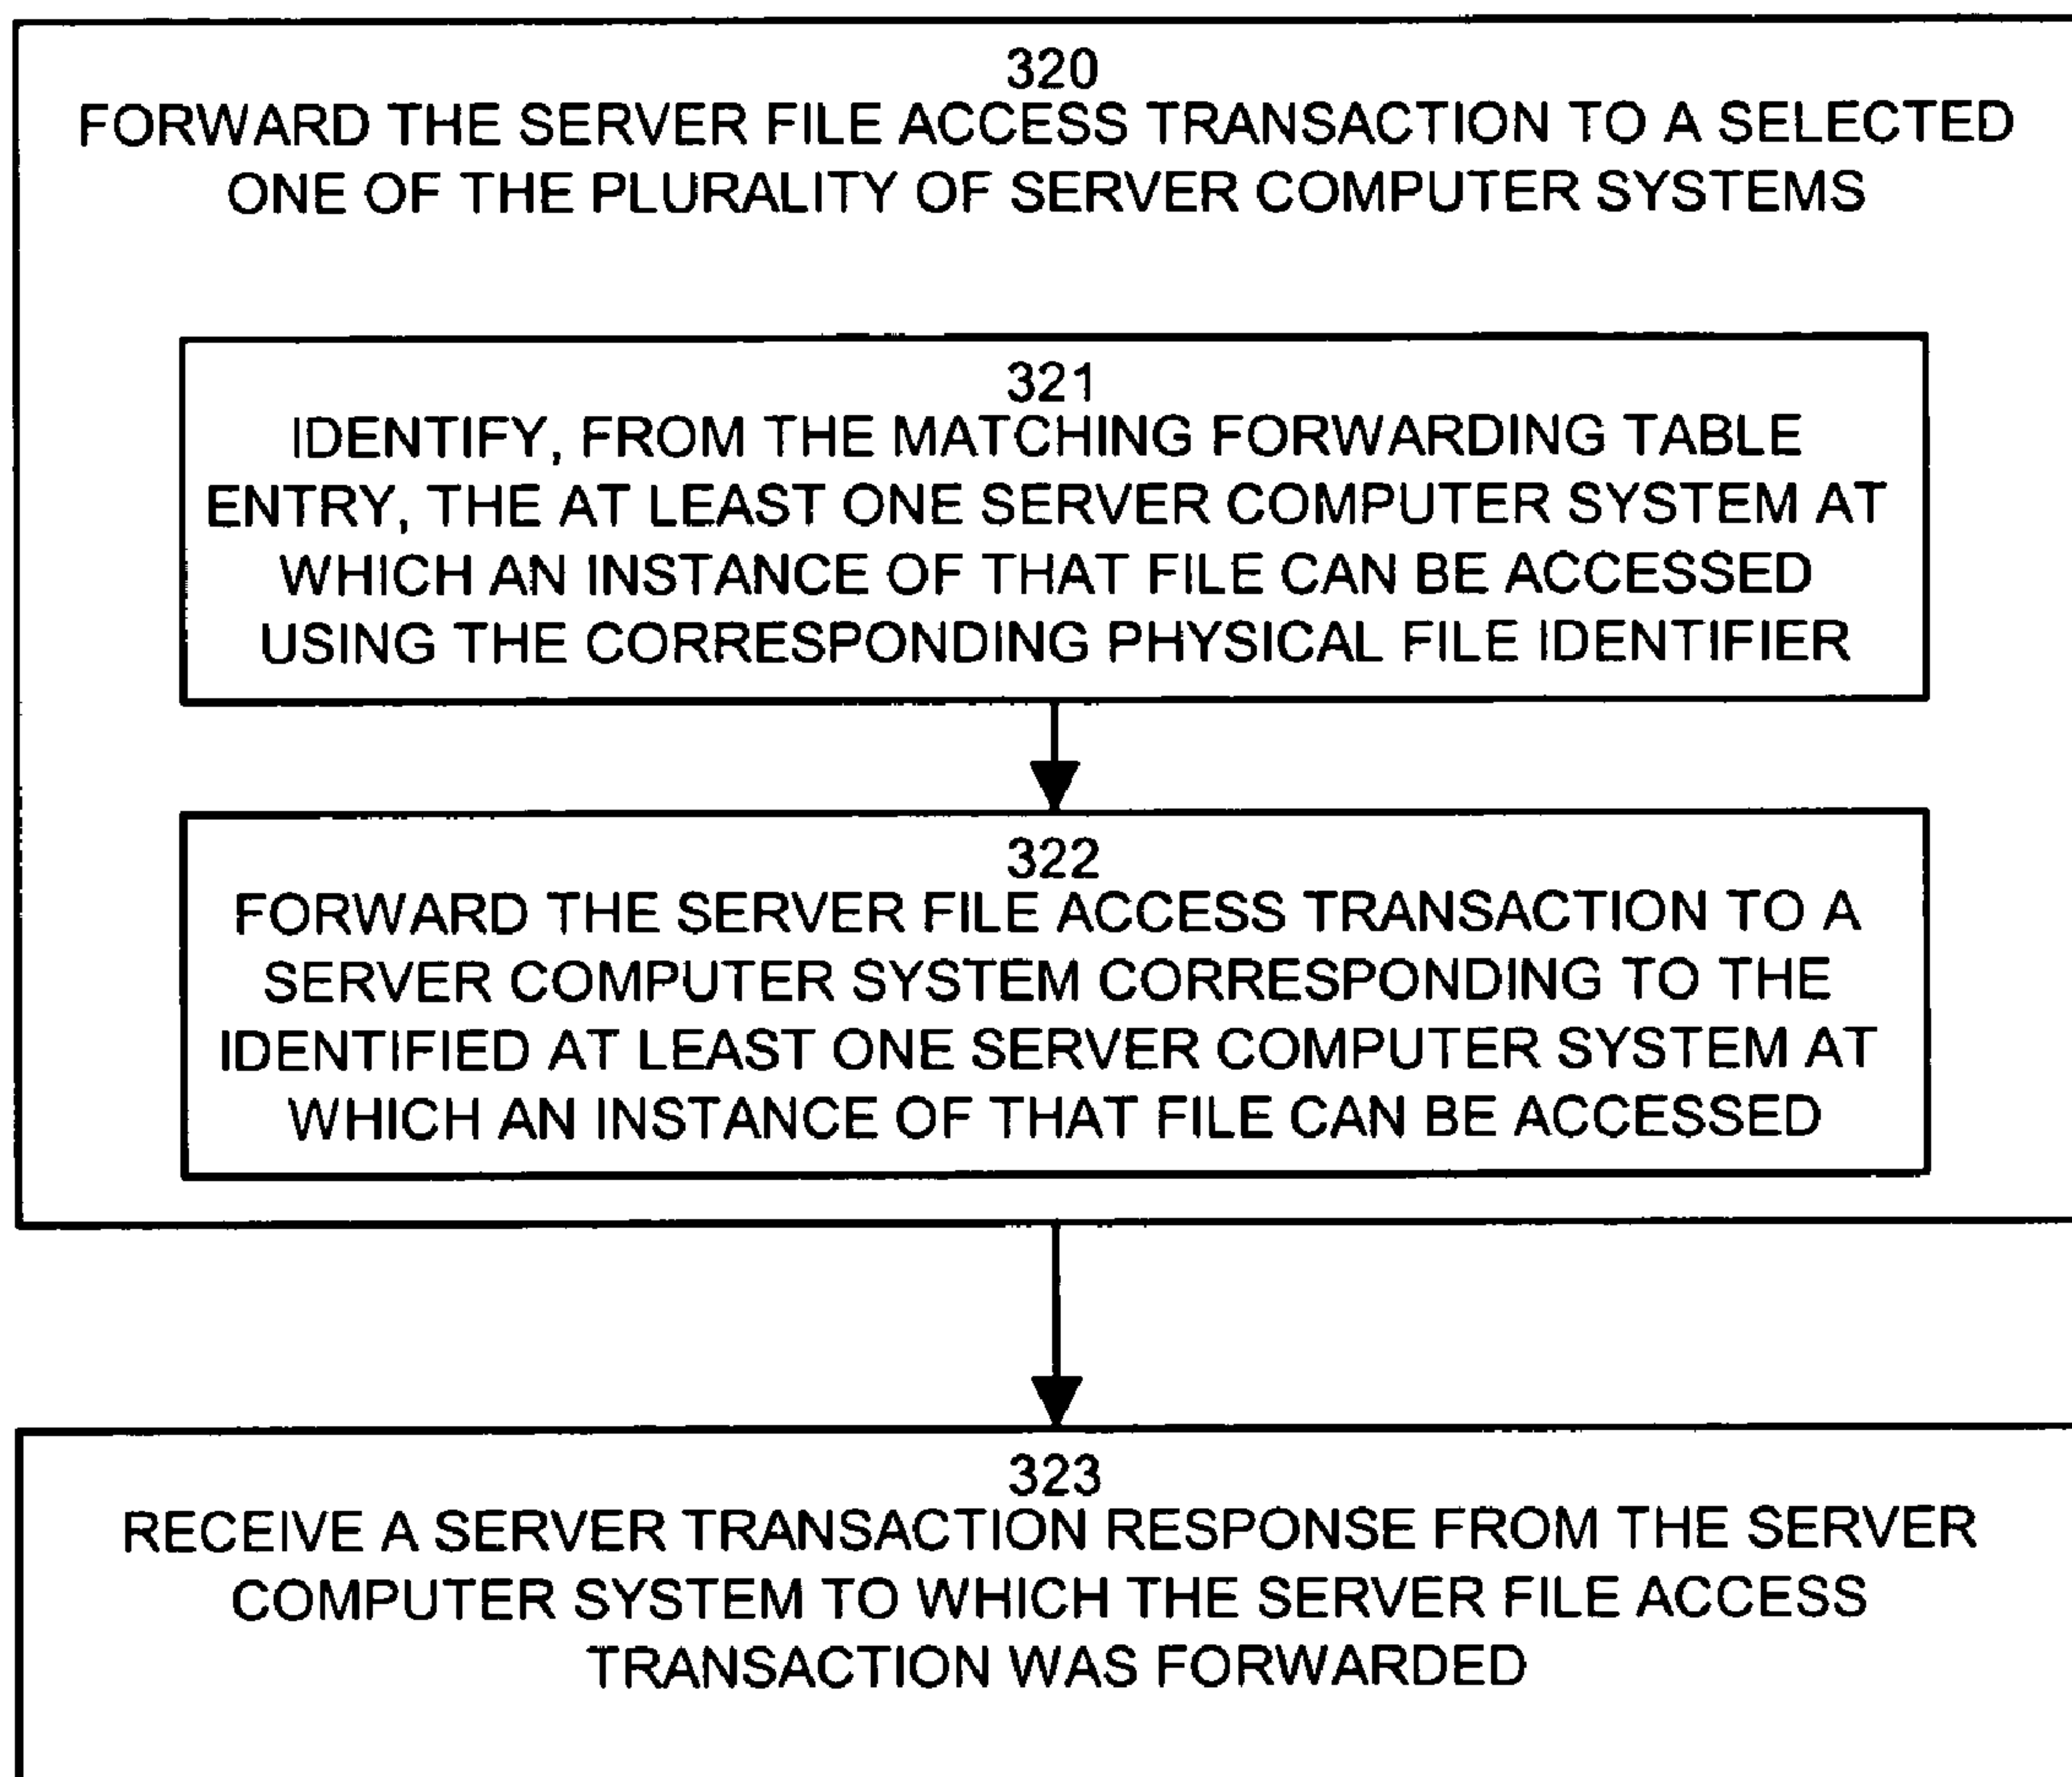 320
FORWARD THE SERVER FILE ACCESS TRANSACTION TO A SELECTED
ONE OF THE PLURALITY OF SERVER COMPUTER SYSTEMS
321
IDENTIFY, FROM THE MATCHING FORWARDING TABLE
ENTRY, THE AT LEAST ONE SERVER COMPUTER SYSTEM AT
WHICH AN INSTANCE OF THAT FILE CAN BE ACCESSED
USING THE CORRESPONDING PHYSICAL FILE IDENTIFIER
322
FORWARD THE SERVER FILE ACCESS TRANSACTION TO A
SERVER COMPUTER SYSTEM CORRESPONDING TO THE
IDENTIFIED AT LEAST ONE SERVER COMPUTER SYSTEM AT
WHICH AN INSTANCE OF THAT FILE CAN BE ACCESSED
323
RECEIVE A SERVER TRANSACTION RESPONSE FROM THE SERVER
COMPUTER SYSTEM TO WHICH THE SERVER FILE ACCESS
TRANSACTION WAS FORWARDED